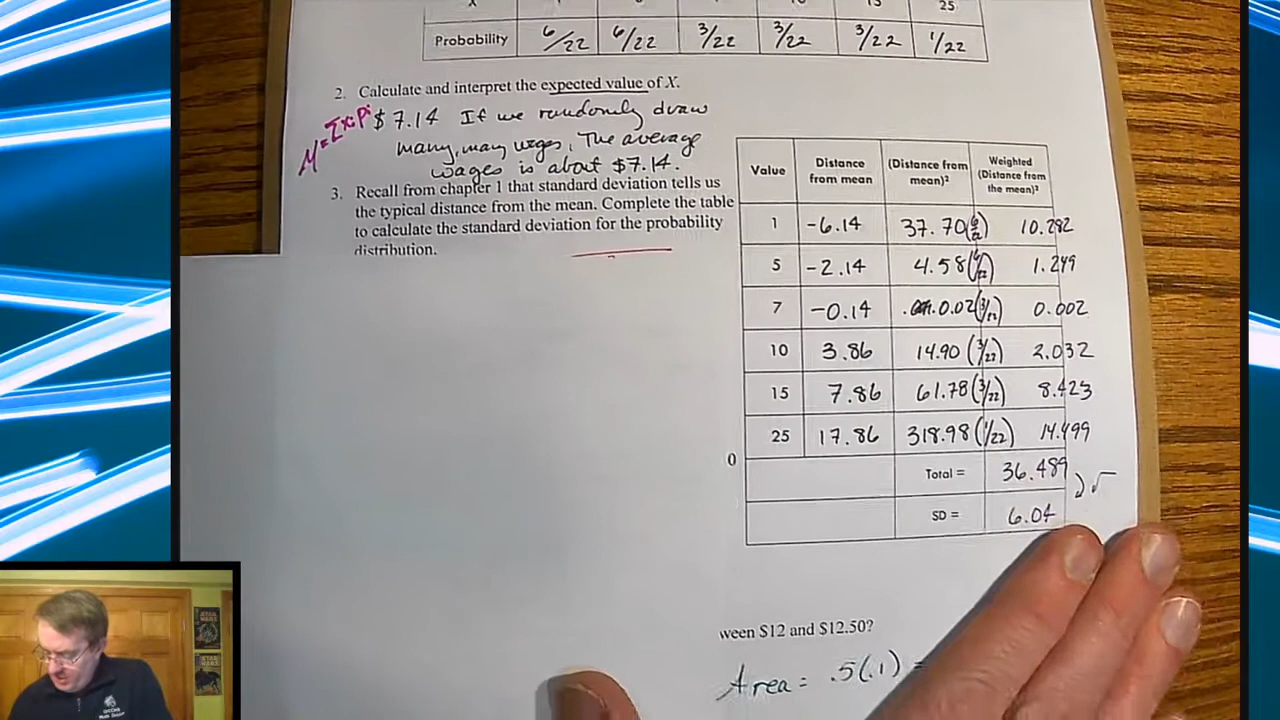 X 25
Probability 6/22 6/22 3/22 3/22 3/22 1/22
2. Calculate and interpret the expected value of X.
μ=Σxipi $7.14 If we randomly draw
many, many wages, The average
wages is about $7.14.
3. Recall from chapter 1 that standard deviation tells us
the typical distance from the mean. Complete the table
to calculate the standard deviation for the probability
distribution.
Value Distance from mean (Distance from mean)² Weighted (Distance from the mean)²
1 -6.14 37.70(6/22) 10.282
5 -2.14 4.58(6/22) 1.249
7 -0.14 0.02(3/22) 0.002
10 3.86 14.90(3/22) 2.032
15 7.86 61.78(3/22) 8.423
25 17.86 318.98(1/22) 14.499
0
Total = 36.489
)√
SD = 6.04
ween $12 and $12.50?
Area = .5(.1) =
STAR WARS
STAR WARS